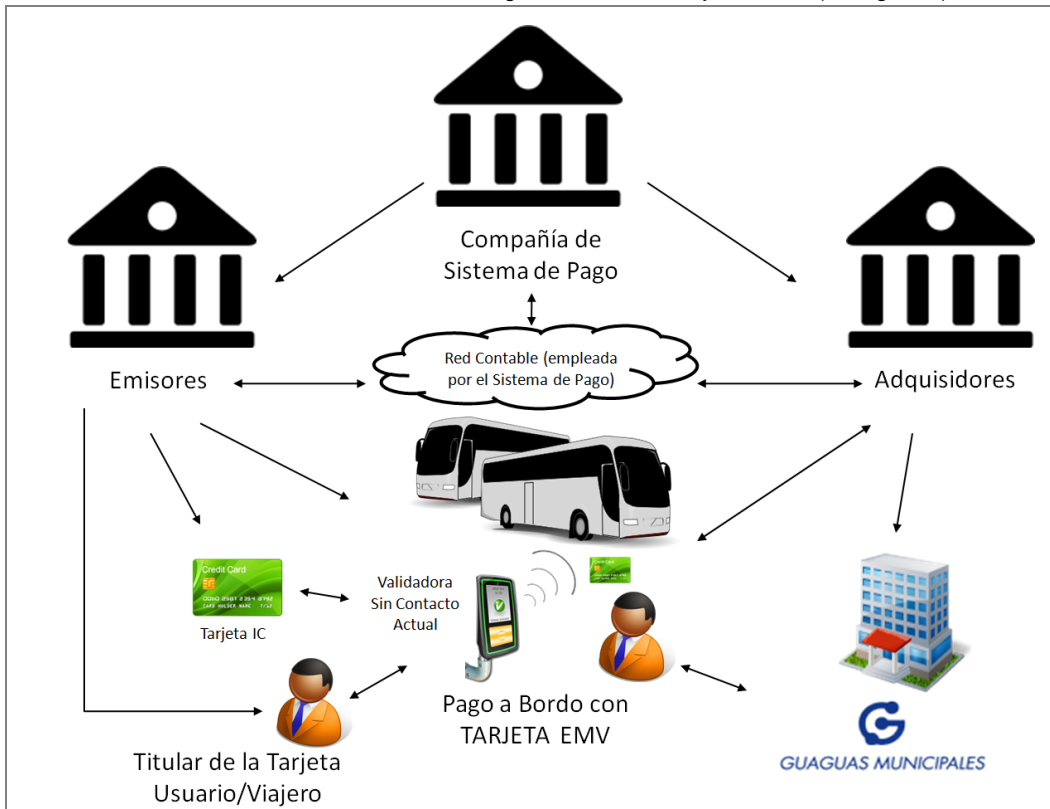 Compañía de
Sistema de Pago
Red Contable (empleada
por el Sistema de Pago)
Emisores
Adquisidores
Credit Card
Validadora
Sin Contacto
Actual
Tarjeta IC
Pago a Bordo con
TARJETA EMV
GUAGUAS MUNICIPALES
Titular de la Tarjeta
Usuario/Viajero